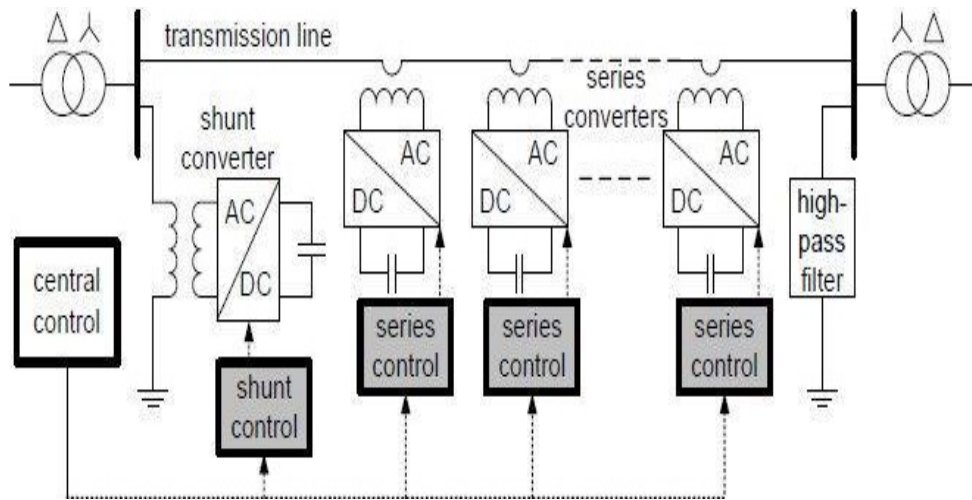 Δ Y
transmission line
Y Δ
series
converters
shunt
converter
AC
DC
AC
DC
AC
DC
AC
DC
high-
pass
filter
central
control
series
control
series
control
series
control
shunt
control